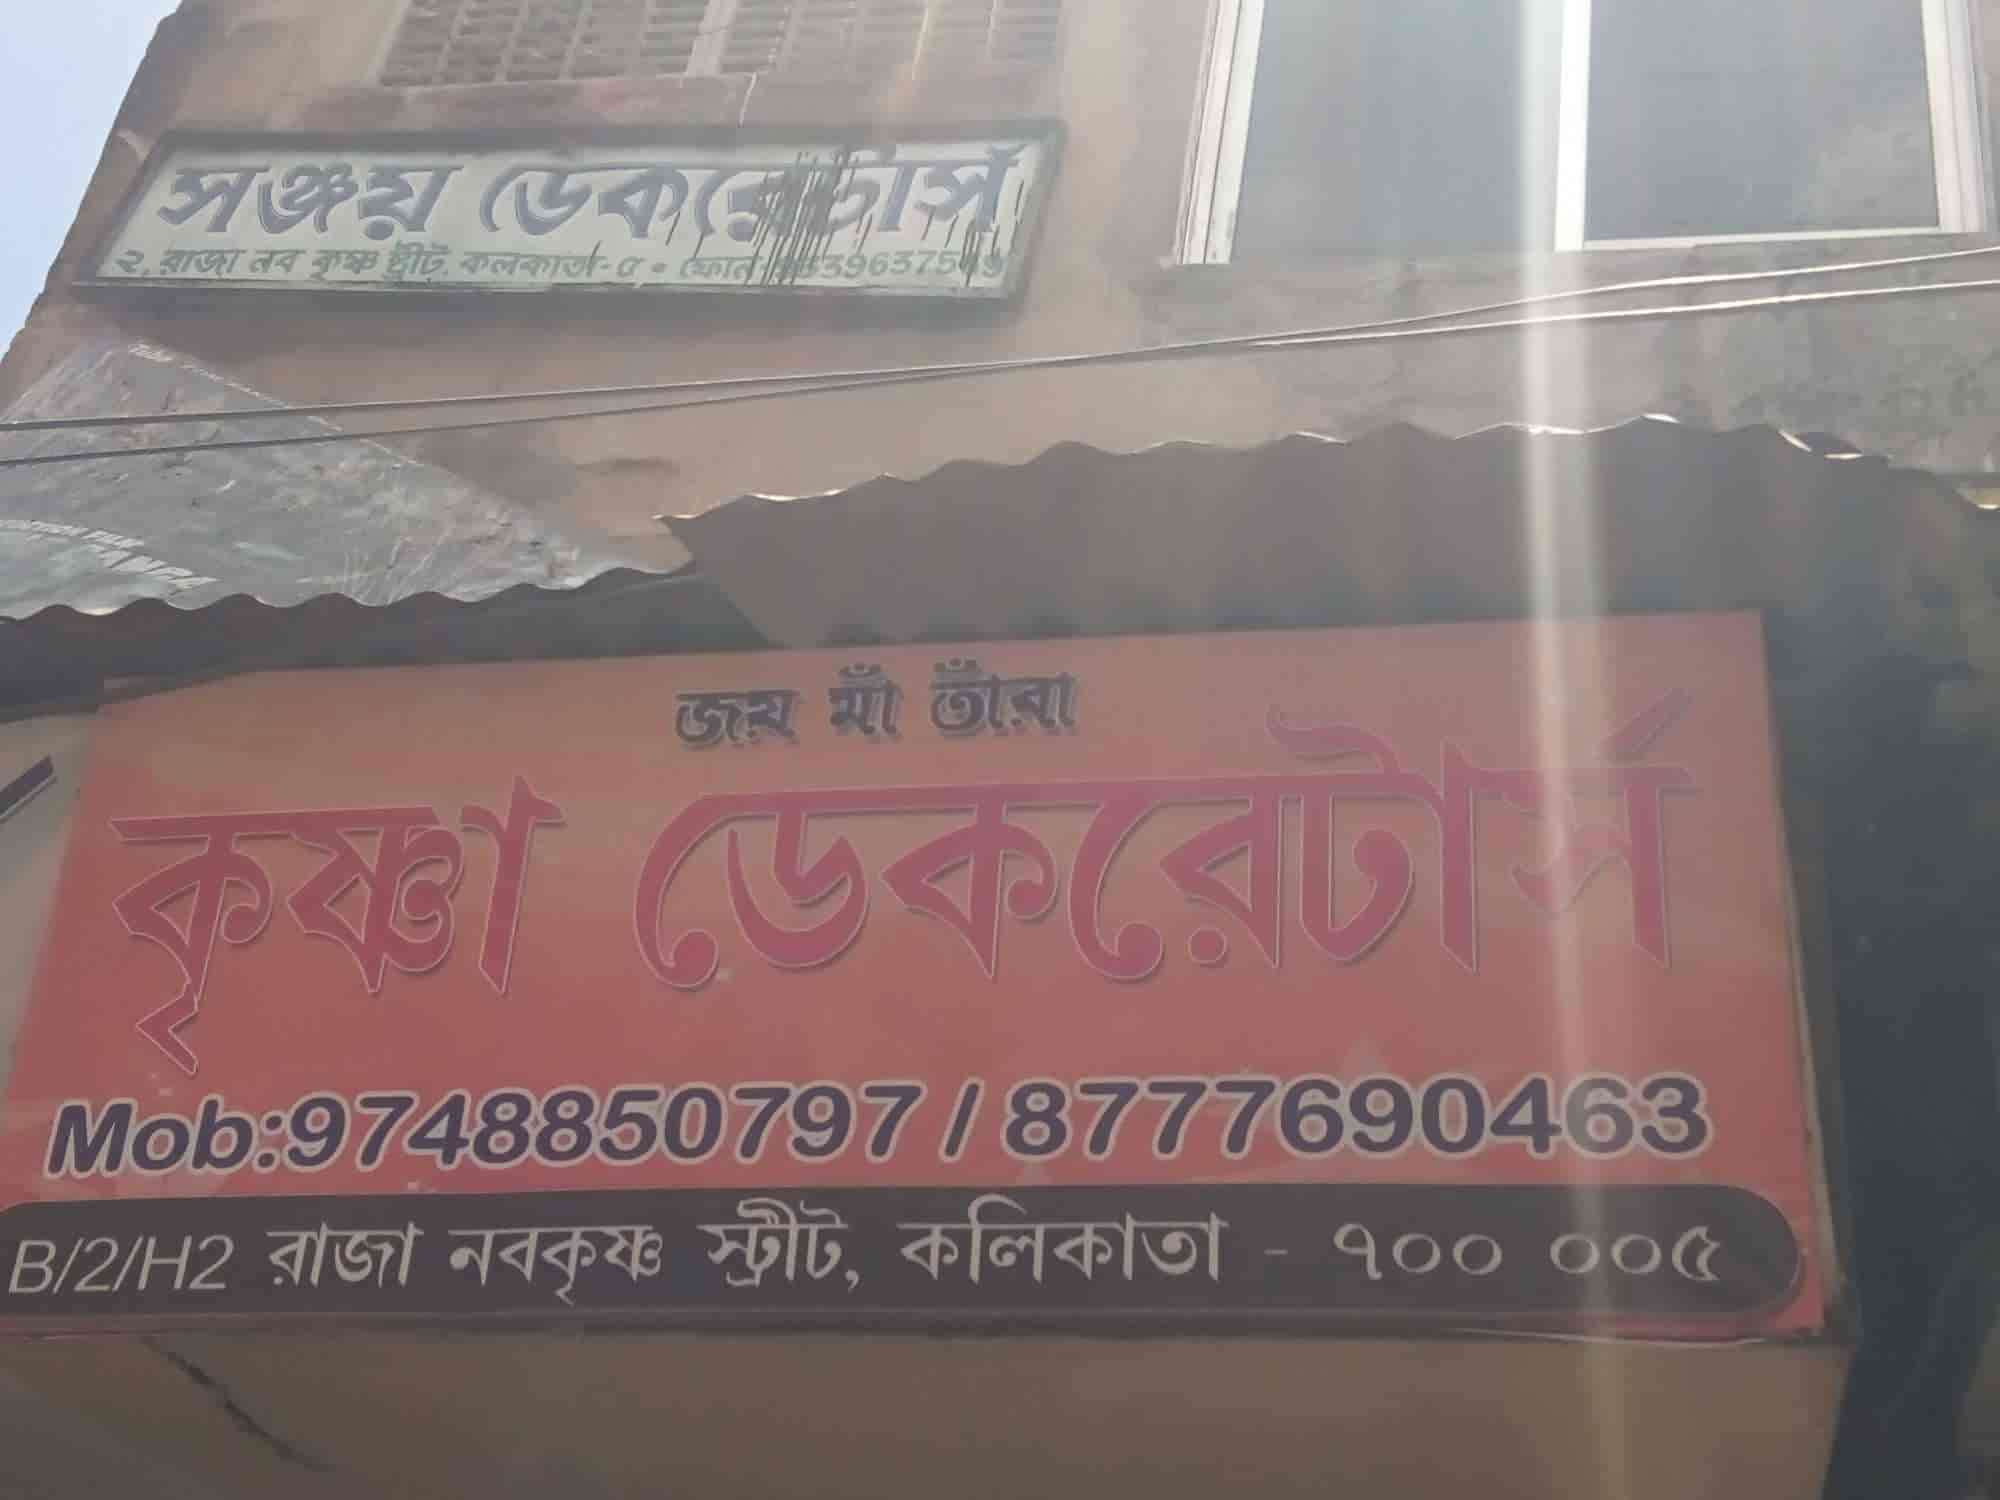 সঞ্জয় ডেকরেটার্স
২, রাজা নব কৃষ্ণ ষ্ট্রীট, কলকাতা-৫ • ফোন
জয় মাঁ তাঁরা
কৃষ্ণা ডেকরেটার্স
Mob:9748850797 / 8777690463
B/2/H2 রাজা নবকৃষ্ণ স্ট্রীট, কলিকাতা - ৭০০ ০০৫